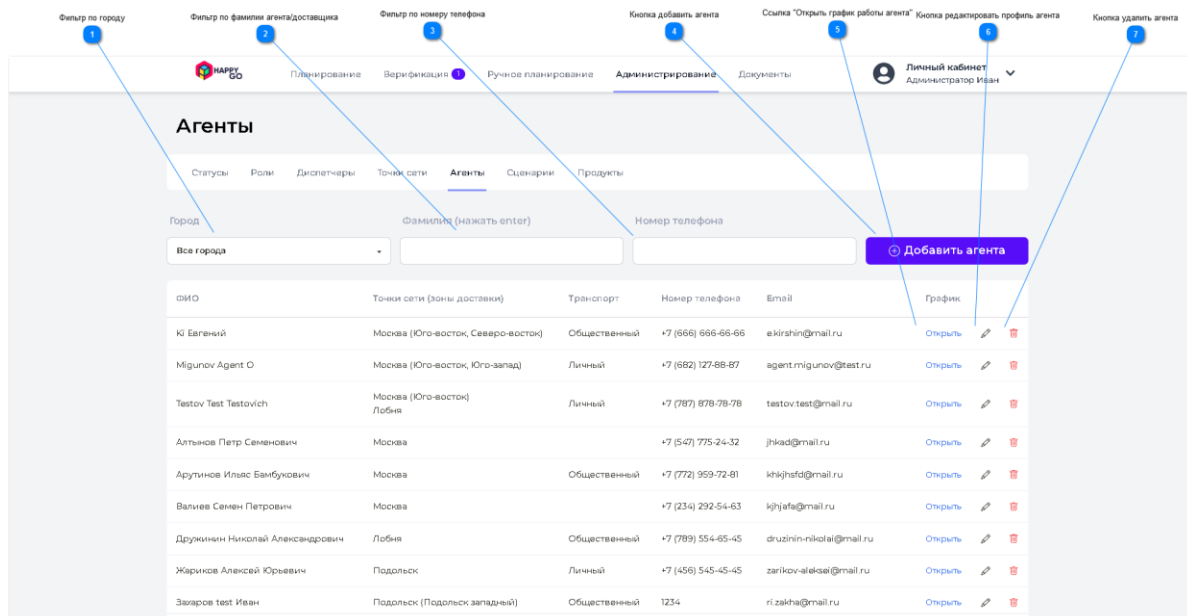 Фильтр по городу
Фильтр по фамилии агента/доставщика
Фильтр по номеру телефона
Кнопка добавить агента
Ссылка "Открыть график работы агента"
Кнопка редактировать профиль агента
Кнопка удалить агента
1 2 3 4 5 6 7
HAPPY GO
Планирование Верификация 1 Ручное планирование Администрирование Документы
Личный кабинет
Администратор Иван
Агенты
Статусы Роли Диспетчеры Точки сети Агенты Сценарии Продукты
Город Фамилия (нажать enter) Номер телефона
Все города Добавить агента
ФИО Точки сети (зоны доставки) Транспорт Номер телефона Email График
Ki Евгений Москва (Юго-восток, Северо-восток) Общественный +7 (666) 666-66-66 e.kirshin@mail.ru Открыть
Migunov Agent O Москва (Юго-восток, Юго-запад) Личный +7 (682) 127-88-87 agent.migunov@test.ru Открыть
Testov Test Testovich Москва (Юго-восток) Личный +7 (787) 878-78-78 testov.test@mail.ru Открыть
Лобня
Алтынов Петр Семенович Москва +7 (547) 775-24-32 jhkad@mail.ru Открыть
Арутинов Ильяс Бамбукович Москва Общественный +7 (772) 959-72-81 khkjhsfd@mail.ru Открыть
Валиев Семен Петрович Москва +7 (234) 292-54-63 kjhjafa@mail.ru Открыть
Дружинин Николай Александрович Лобня Общественный +7 (789) 554-65-45 druzinin-nikolai@mail.ru Открыть
Жариков Алексей Юрьевич Подольск Личный +7 (456) 545-45-45 zarikov-aleksei@mail.ru Открыть
Захаров test Иван Подольск (Подольск западный) Общественный 1234 ri.zakha@mail.ru Открыть